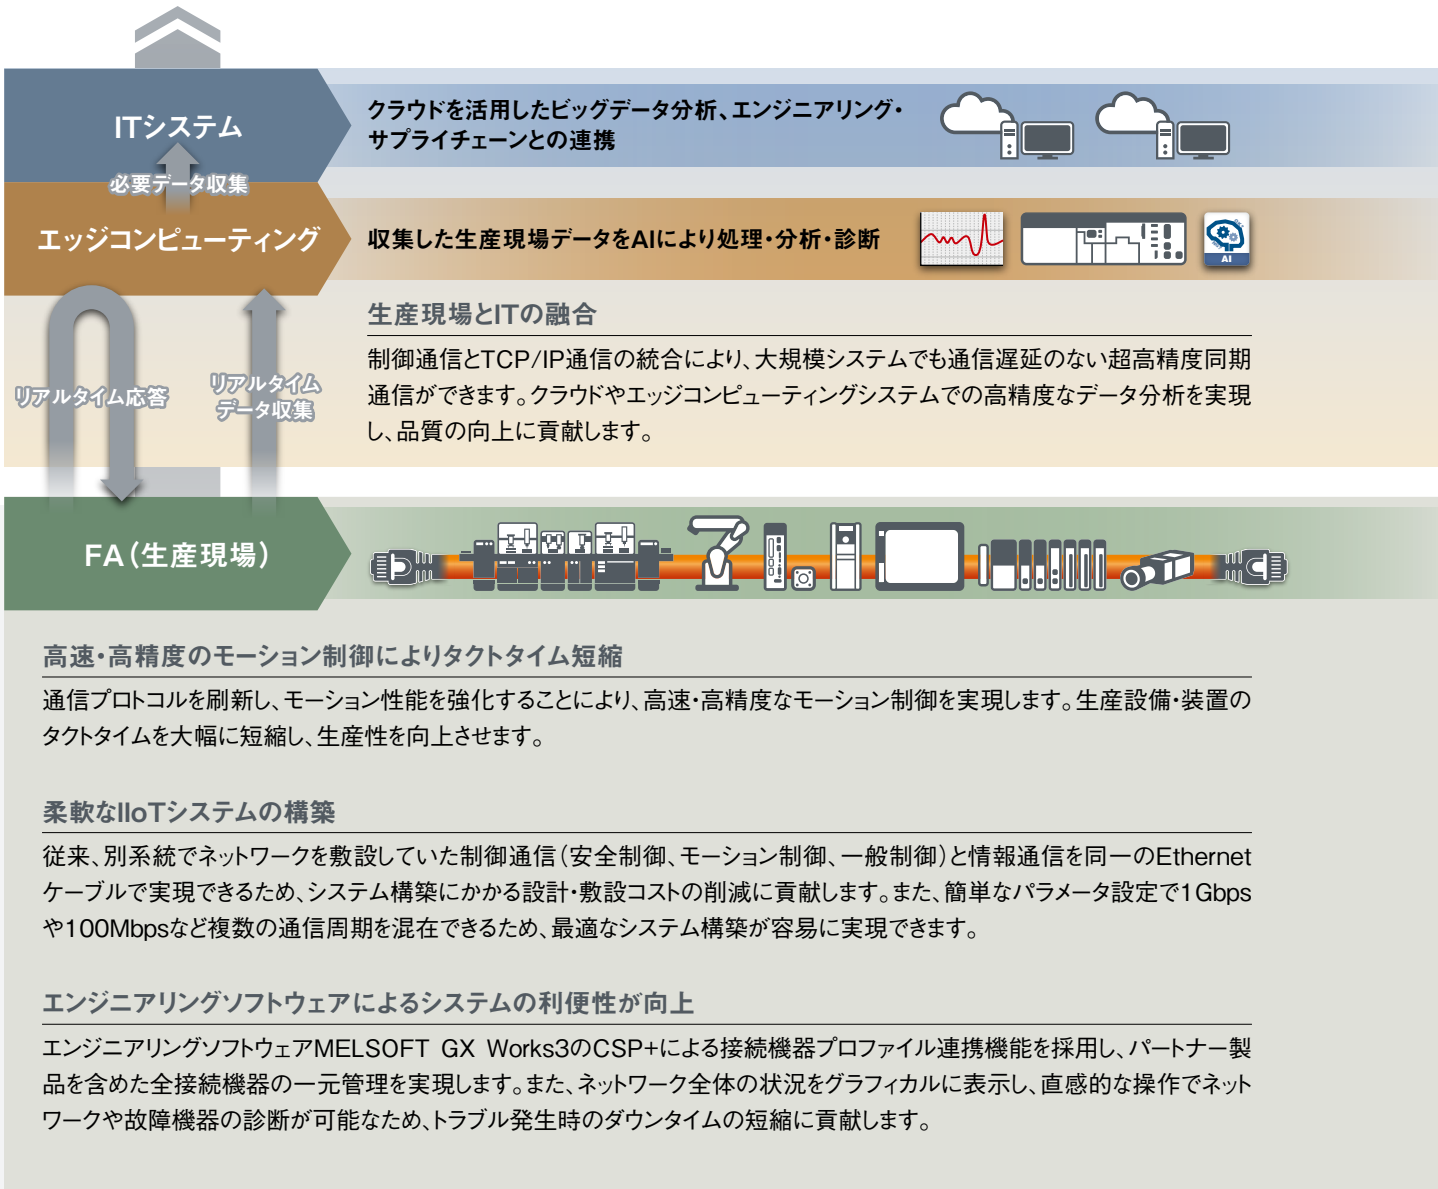 ITシステム
クラウドを活用したビッグデータ分析、エンジニアリング・
サプライチェーンとの連携
必要データ収集
エッジコンピューティング
収集した生産現場データをAIにより処理・分析・診断
AI
生産現場とITの融合
制御通信とTCP/IP通信の統合により、大規模システムでも通信遅延のない超高精度同期
通信ができます。クラウドやエッジコンピューティングシステムでの高精度なデータ分析を実現
し、品質の向上に貢献します。
リアルタイム応答
リアルタイム
データ収集
FA（生産現場）
高速・高精度のモーション制御によりタクトタイム短縮
通信プロトコルを刷新し、モーション性能を強化することにより、高速・高精度なモーション制御を実現します。生産設備・装置の
タクトタイムを大幅に短縮し、生産性を向上させます。
柔軟なIIoTシステムの構築
従来、別系統でネットワークを敷設していた制御通信（安全制御、モーション制御、一般制御）と情報通信を同一のEthernet
ケーブルで実現できるため、システム構築にかかる設計・敷設コストの削減に貢献します。また、簡単なパラメータ設定で1Gbps
や100Mbpsなど複数の通信周期を混在できるため、最適なシステム構築が容易に実現できます。
エンジニアリングソフトウェアによるシステムの利便性が向上
エンジニアリングソフトウェアMELSOFT GX Works3のCSP+による接続機器プロファイル連携機能を採用し、パートナー製
品を含めた全接続機器の一元管理を実現します。また、ネットワーク全体の状況をグラフィカルに表示し、直感的な操作でネット
ワークや故障機器の診断が可能なため、トラブル発生時のダウンタイムの短縮に貢献します。